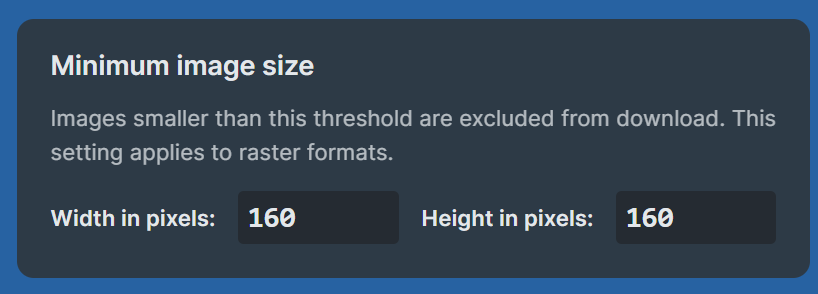 Minimum image size
Images smaller than this threshold are excluded from download. This
setting applies to raster formats.
Width in pixels: 160 Height in pixels: 160